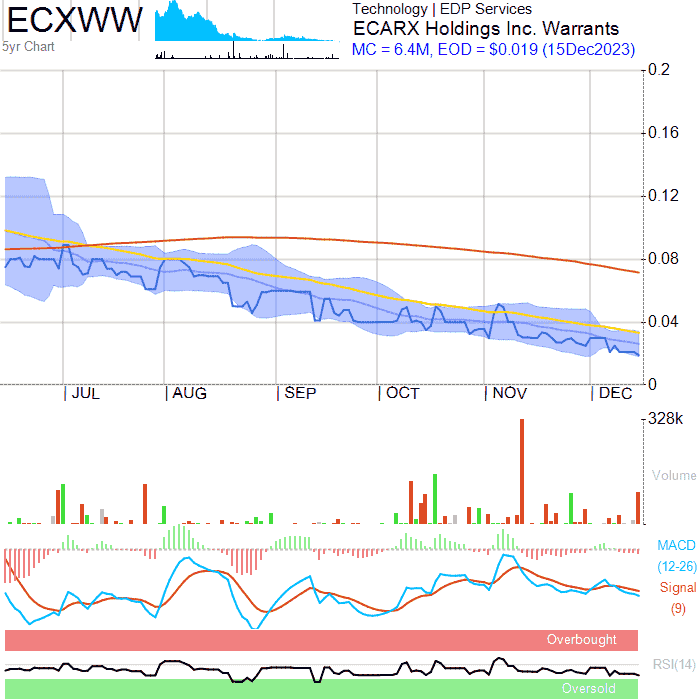 ECXWW
5yr Chart
Technology | EDP Services
ECARX Holdings Inc. Warrants
MC = 6.4M, EOD = $0.019 (15Dec2023)
0.2
0.16
0.12
0.08
0.04
0
JUL
AUG
SEP
OCT
NOV
DEC
328k
Volume
MACD
(12-26)
Signal
(9)
Overbought
RSI(14)
Oversold